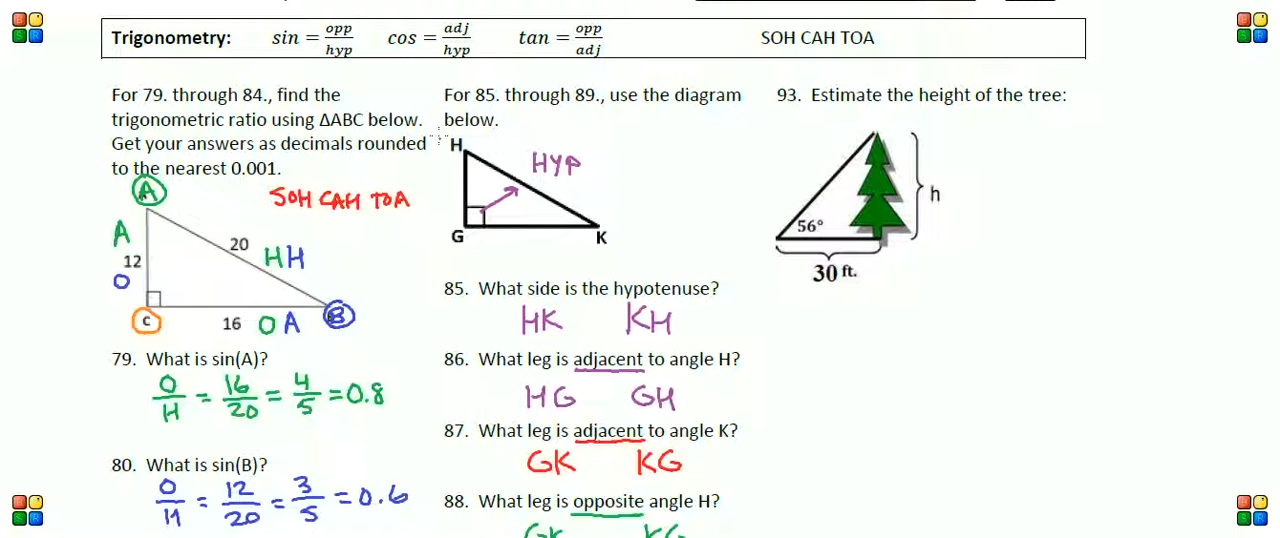 Trigonometry: sin = opp/hyp cos = adj/hyp tan = opp/adj SOH CAH TOA
For 79. through 84., find the
trigonometric ratio using ΔABC below.
Get your answers as decimals rounded
to the nearest 0.001.
SOH CAH TOA
A
A
20
HH
12
O
C
16 O A
B
79. What is sin(A)?
O/H = 16/20 = 4/5 = 0.8
80. What is sin(B)?
O/H = 12/20 = 3/5 = 0.6
For 85. through 89., use the diagram
below.
H
HYP
G
K
85. What side is the hypotenuse?
HK KH
86. What leg is adjacent to angle H?
HG GH
87. What leg is adjacent to angle K?
GK KG
88. What leg is opposite angle H?
GK KG
93. Estimate the height of the tree:
h
56°
30 ft.